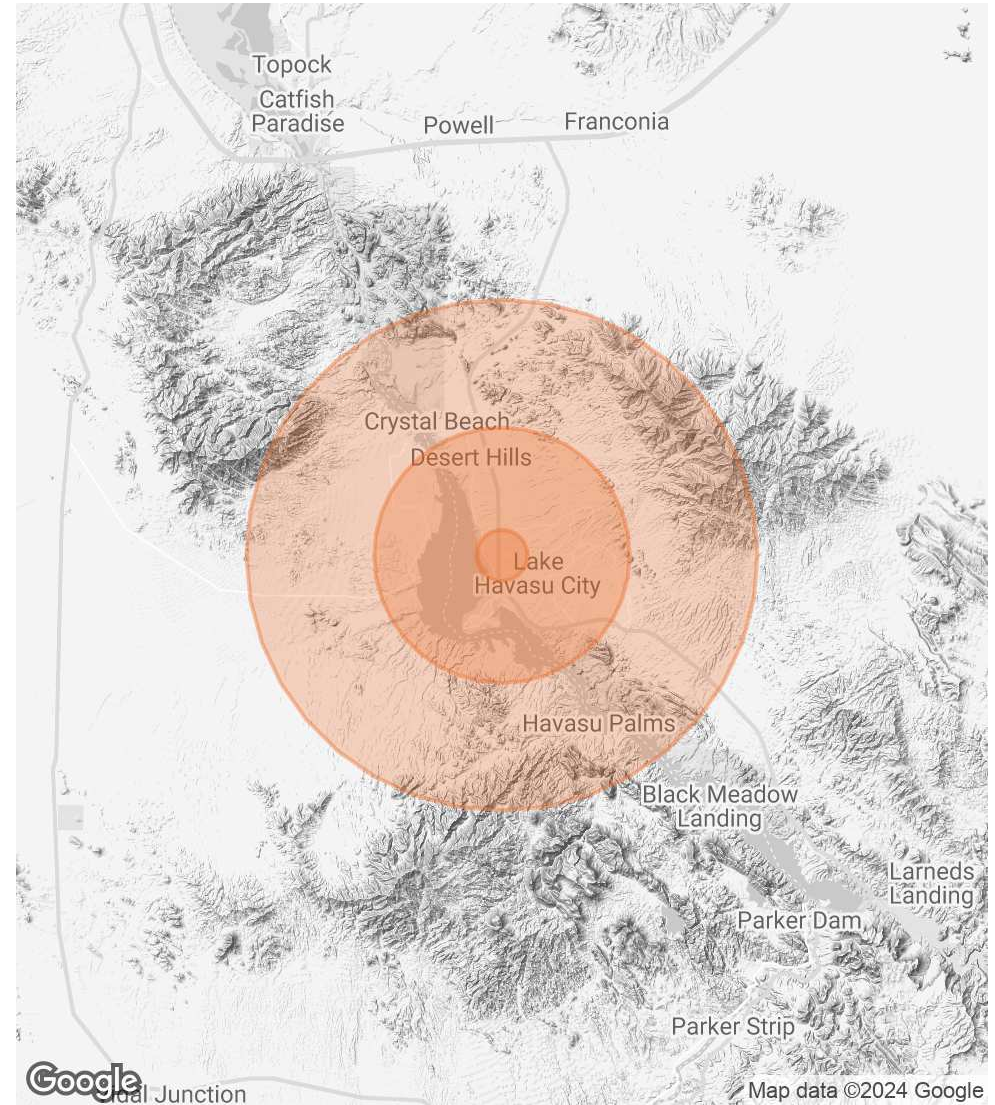 Topock
Catfish
Paradise
Powell
Franconia
Crystal Beach
Desert Hills
Lake
Havasu City
Havasu Palms
Black Meadow
Landing
Larneds
Landing
Parker Dam
Parker Strip
Google
Junction
Map data ©2024 Google